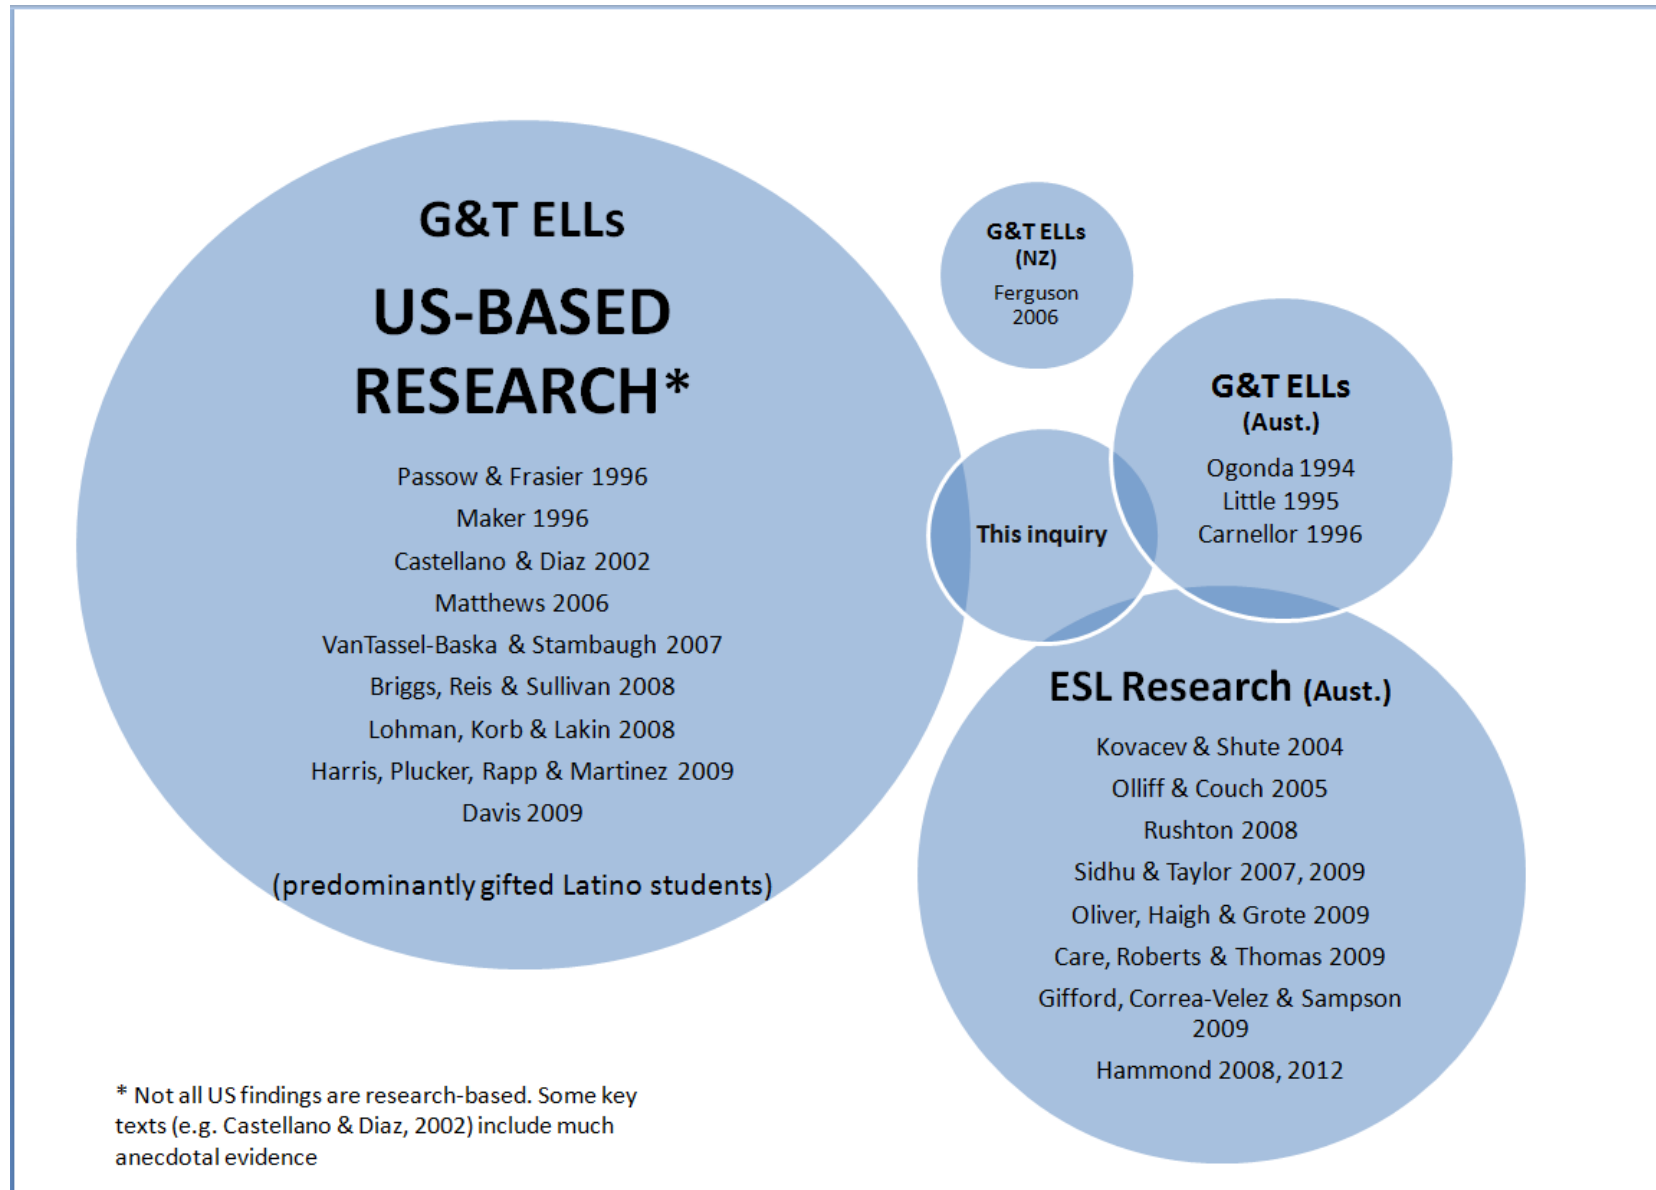 G&T ELLs
US-BASED
RESEARCH*
Passow & Frasier 1996
Maker 1996
Castellano & Diaz 2002
Matthews 2006
VanTassel-Baska & Stambaugh 2007
Briggs, Reis & Sullivan 2008
Lohman, Korb & Lakin 2008
Harris, Plucker, Rapp & Martinez 2009
Davis 2009
(predominantly gifted Latino students)
G&T ELLs
(NZ)
Ferguson
2006
G&T ELLs
(Aust.)
Ogonda 1994
Little 1995
Carnellor 1996
This inquiry
ESL Research (Aust.)
Kovacev & Shute 2004
Olliff & Couch 2005
Rushton 2008
Sidhu & Taylor 2007, 2009
Oliver, Haigh & Grote 2009
Care, Roberts & Thomas 2009
Gifford, Correa-Velez & Sampson
2009
Hammond 2008, 2012
* Not all US findings are research-based. Some key
texts (e.g. Castellano & Diaz, 2002) include much
anecdotal evidence